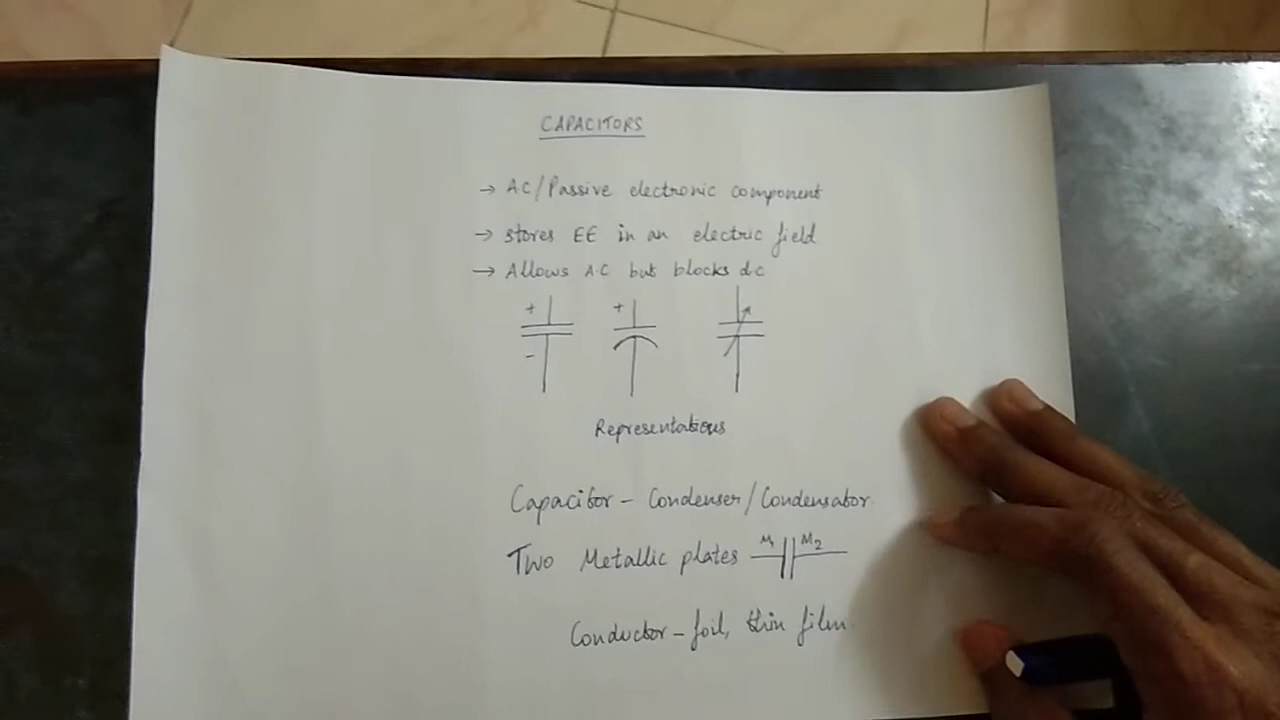 CAPACITORS
→ AC/Passive electronic component
→ stores EE in an electric field
→ Allows A.C but blocks d.c
+ + 
-
Representations
Capacitor - Condenser/Condensator.
Two Metallic plates M1 M2
Conductor - foil, thin film.